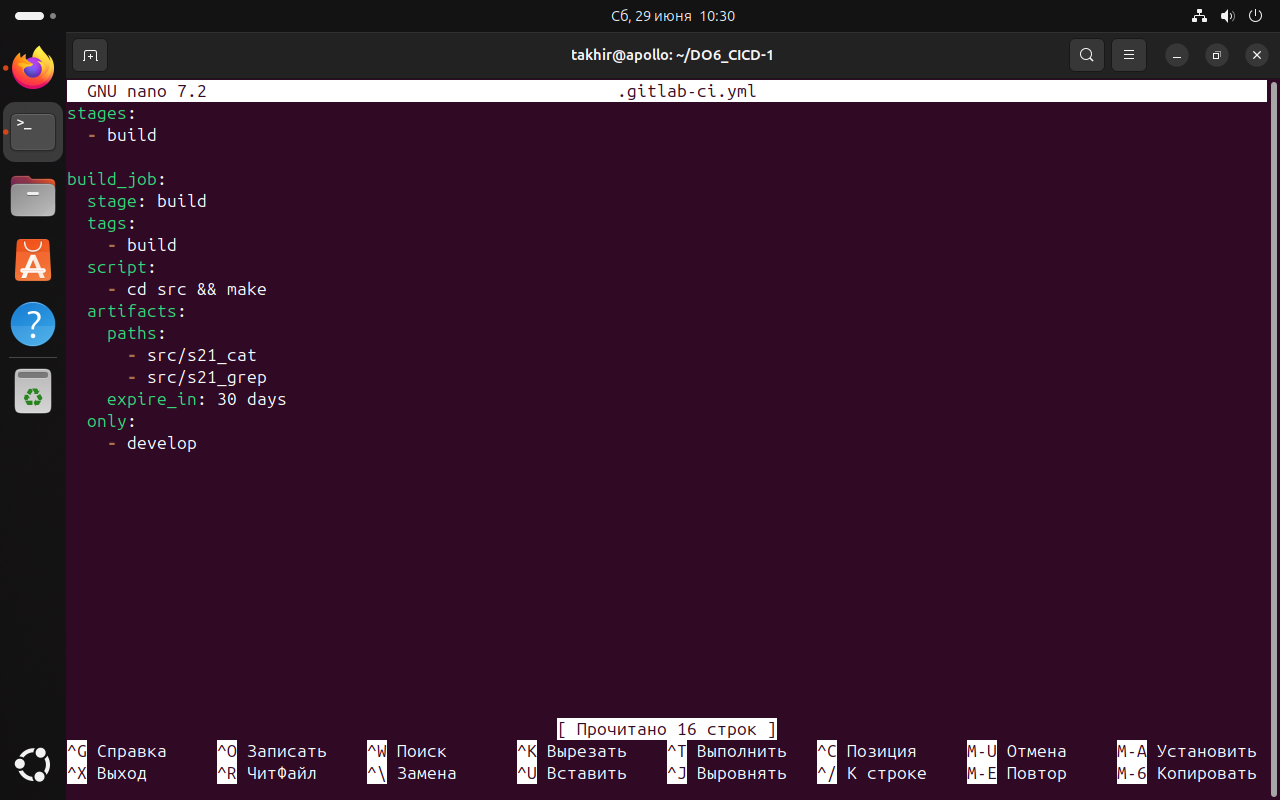 Сб, 29 июня 10:30
takhir@apollo: ~/DO6_CICD-1
GNU nano 7.2 .gitlab-ci.yml
stages:
  - build

build_job:
  stage: build
  tags:
    - build
  script:
    - cd src && make
  artifacts:
    paths:
      - src/s21_cat
      - src/s21_grep
    expire_in: 30 days
  only:
    - develop
[ Прочитано 16 строк ]
^G Справка ^O Записать ^W Поиск ^K Вырезать ^T Выполнить ^C Позиция M-U Отмена M-A Установить
^X Выход ^R ЧитФайл ^\ Замена ^U Вставить ^J Выровнять ^/ К строке M-E Повтор M-6 Копировать